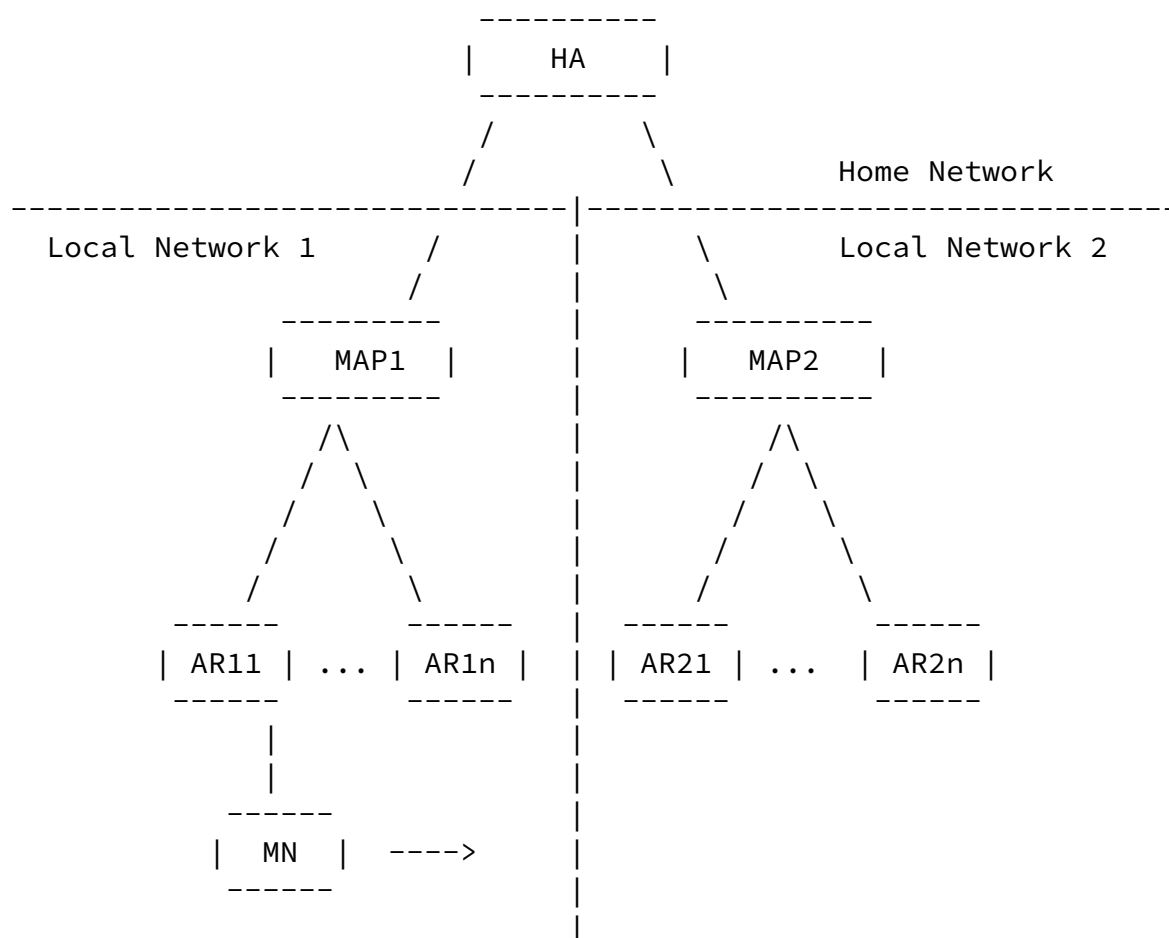 HA
Home Network
Local Network 1 Local Network 2
MAP1 MAP2
AR11 ... AR1n AR21 ... AR2n
MN ---->